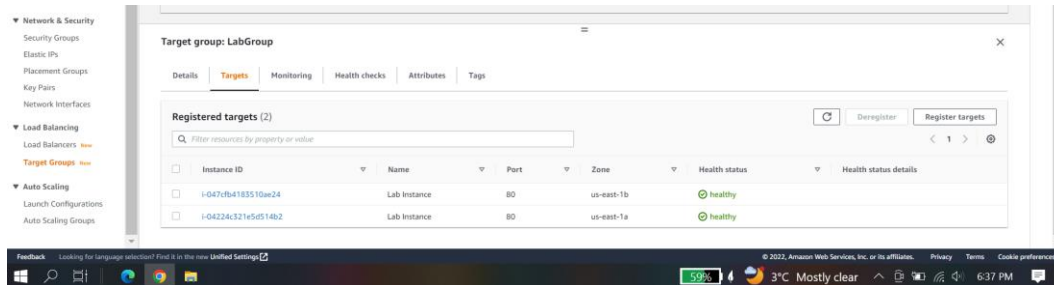 Network & Security
Security Groups
Elastic IPs
Placement Groups
Key Pairs
Network Interfaces
Load Balancing
Load Balancers New
Target Groups New
Auto Scaling
Launch Configurations
Auto Scaling Groups
Target group: LabGroup
Details Targets Monitoring Health checks Attributes Tags
Registered targets (2)
Deregister Register targets
Filter resources by property or value
1
Instance ID Name Port Zone Health status Health status details
i-047cfb4183510ae24 Lab Instance 80 us-east-1b healthy
i-04224c321e5d514b2 Lab Instance 80 us-east-1a healthy
Feedback Looking for language selection? Find it in the new Unified Settings © 2022, Amazon Web Services, Inc. or its affiliates. Privacy Terms Cookie preferences
59% 3°C Mostly clear 6:37 PM